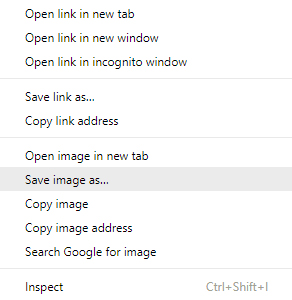 Open link in new tab
Open link in new window
Open link in incognito window
Save link as...
Copy link address
Open image in new tab
Save image as...
Copy image
Copy image address
Search Google for image
Inspect Ctrl+Shift+I